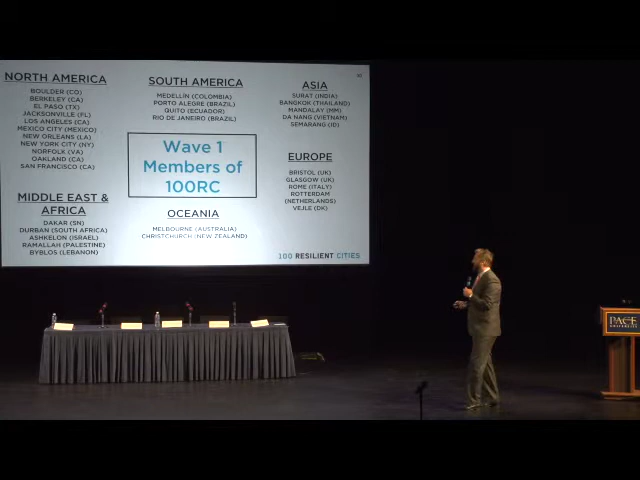 NORTH AMERICA
BOULDER (CO)
BERKELEY (CA)
EL PASO (TX)
JACKSONVILLE (FL)
LOS ANGELES (CA)
MEXICO CITY (MEXICO)
NEW ORLEANS (LA)
NEW YORK CITY (NY)
NORFOLK (VA)
OAKLAND (CA)
SAN FRANCISCO (CA)
MIDDLE EAST &
AFRICA
DAKAR (SN)
DURBAN (SOUTH AFRICA)
ASHKELON (ISRAEL)
RAMALLAH (PALESTINE)
BYBLOS (LEBANON)
SOUTH AMERICA
MEDELLÍN (COLOMBIA)
PORTO ALEGRE (BRAZIL)
QUITO (ECUADOR)
RIO DE JANEIRO (BRAZIL)
Wave 1
Members of
100RC
OCEANIA
MELBOURNE (AUSTRALIA)
CHRISTCHURCH (NEW ZEALAND)
ASIA
SURAT (INDIA)
BANGKOK (THAILAND)
MANDALAY (MM)
DA NANG (VIETNAM)
SEMARANG (ID)
EUROPE
BRISTOL (UK)
GLASGOW (UK)
ROME (ITALY)
ROTTERDAM
(NETHERLANDS)
VEJLE (DK)
100 RESILIENT CITIES
PACE
UNIVERSITY